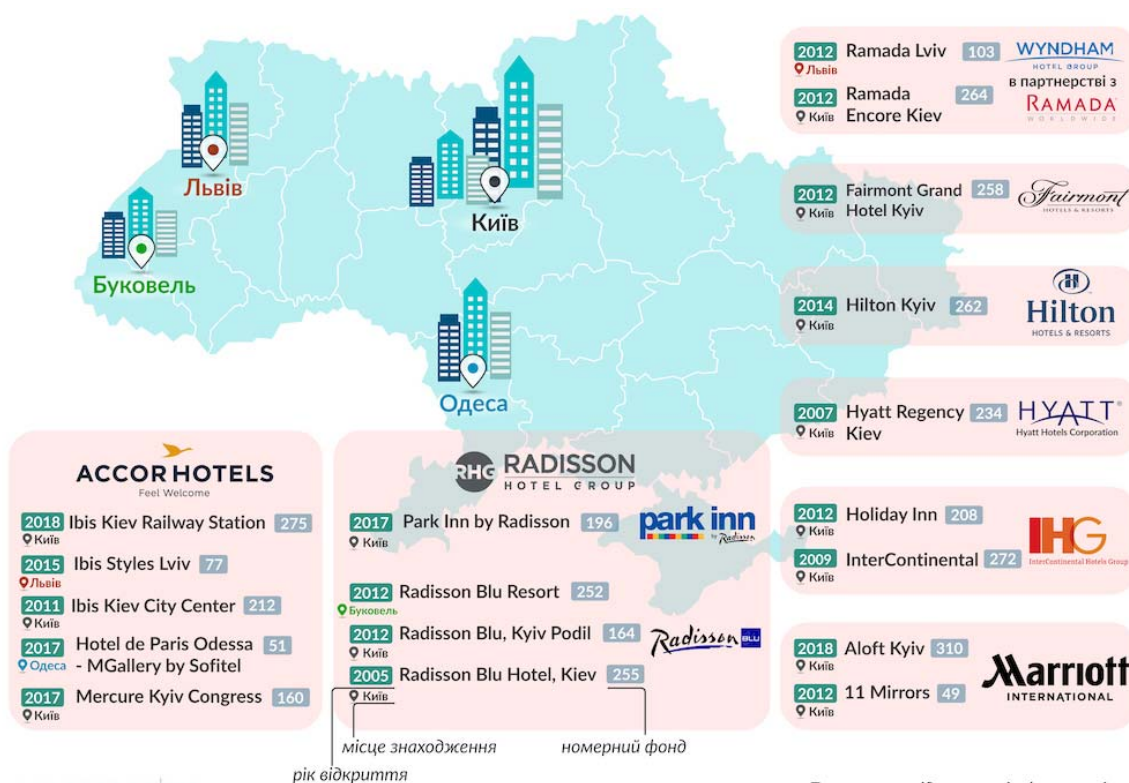 Львів
Київ
Буковель
Одеса
2012 Ramada Lviv 103
Львів
WYNDHAM
HOTEL GROUP
в партнерстві з
2012 Ramada
Encore Kiev 264
Київ
RAMADA
WORLDWIDE
2012 Fairmont Grand
Hotel Kyiv 258
Київ
Fairmont
HOTELS & RESORTS
2014 Hilton Kyiv 262
Київ
Hilton
HOTELS & RESORTS
2007 Hyatt Regency
Kiev 234
Київ
HYATT®
Hyatt Hotels Corporation
ACCORHOTELS
Feel Welcome
2018 Ibis Kiev Railway Station 275
Київ
2015 Ibis Styles Lviv 77
Львів
2011 Ibis Kiev City Center 212
Київ
2017 Hotel de Paris Odessa 51
Одеса - MGallery by Sofitel
2017 Mercure Kyiv Congress 160
Київ
RHG RADISSON
HOTEL GROUP
2017 Park Inn by Radisson 196
Київ
park inn
by Radisson
2012 Radisson Blu Resort 252
Буковель
2012 Radisson Blu, Kyiv Podil 164
Київ
Radisson BLU
2005 Radisson Blu Hotel, Kiev 255
Київ
місце знаходження
номерний фонд
рік відкриття
2012 Holiday Inn 208
Київ
2009 InterContinental 272
Київ
IHG
InterContinental Hotels Group
2018 Aloft Kyiv 310
Київ
2012 11 Mirrors 49
Київ
Marriott
INTERNATIONAL